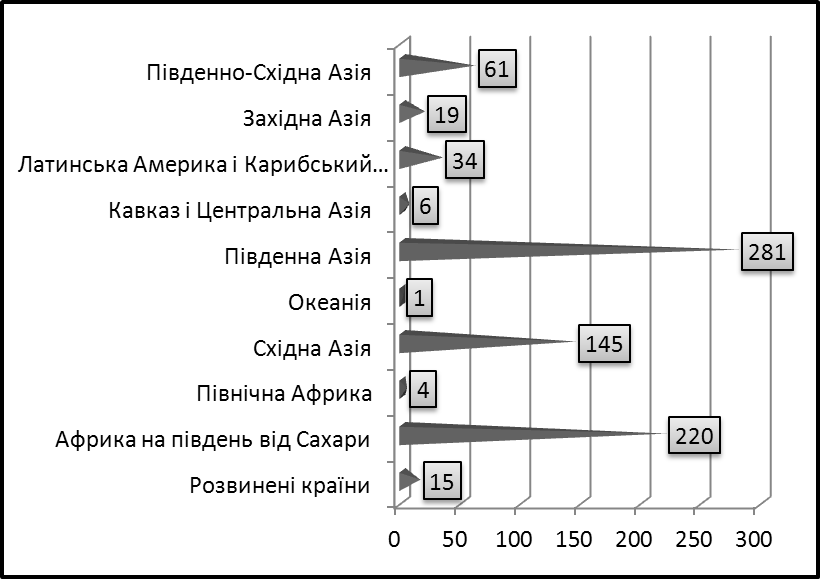 Південно-Східна Азія 61
Західна Азія 19
Латинська Америка і Карибський... 34
Кавказ і Центральна Азія 6
Південна Азія 281
Океанія 1
Східна Азія 145
Північна Африка 4
Африка на південь від Сахари 220
Розвинені країни 15
0 50 100 150 200 250 300